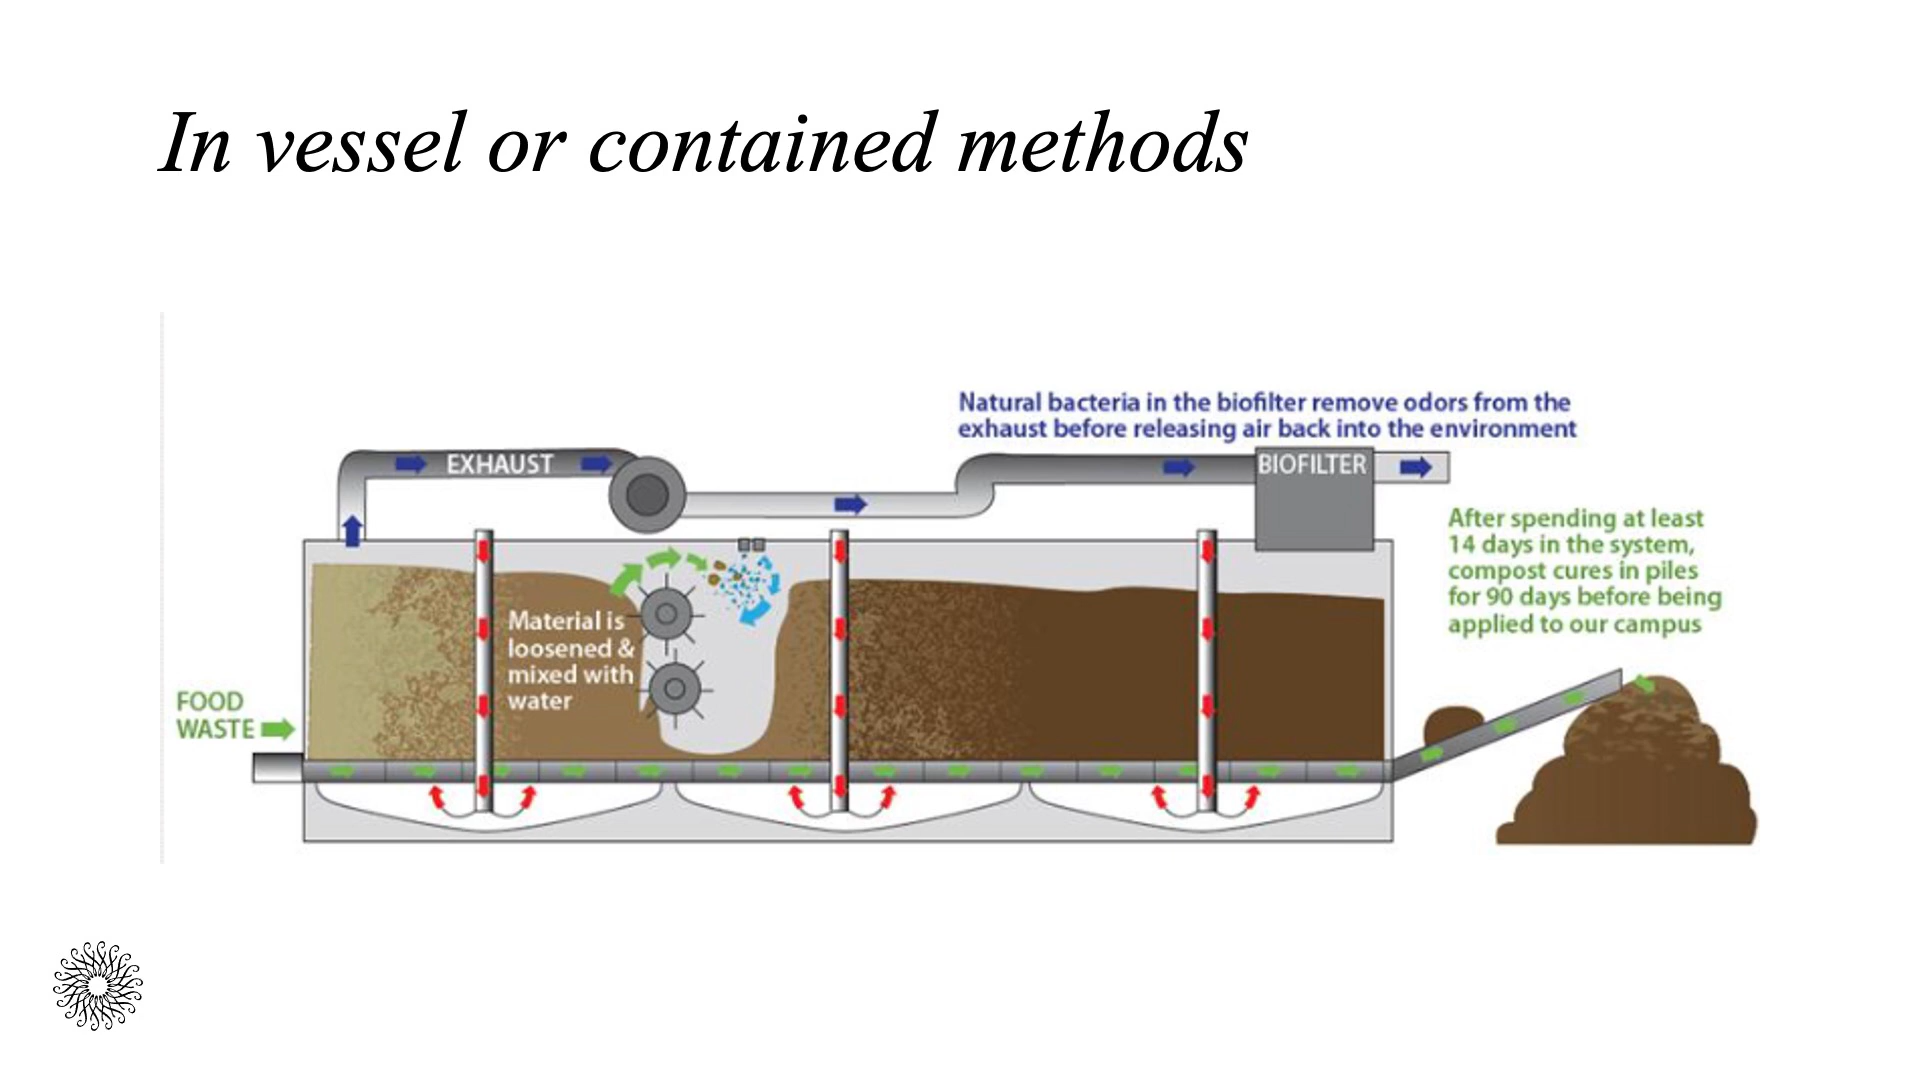 In vessel or contained methods
Natural bacteria in the biofilter remove odors from the
exhaust before releasing air back into the environment
EXHAUST
BIOFILTER
After spending at least
14 days in the system,
compost cures in piles
for 90 days before being
applied to our campus
Material is
loosened &
mixed with
water
FOOD
WASTE